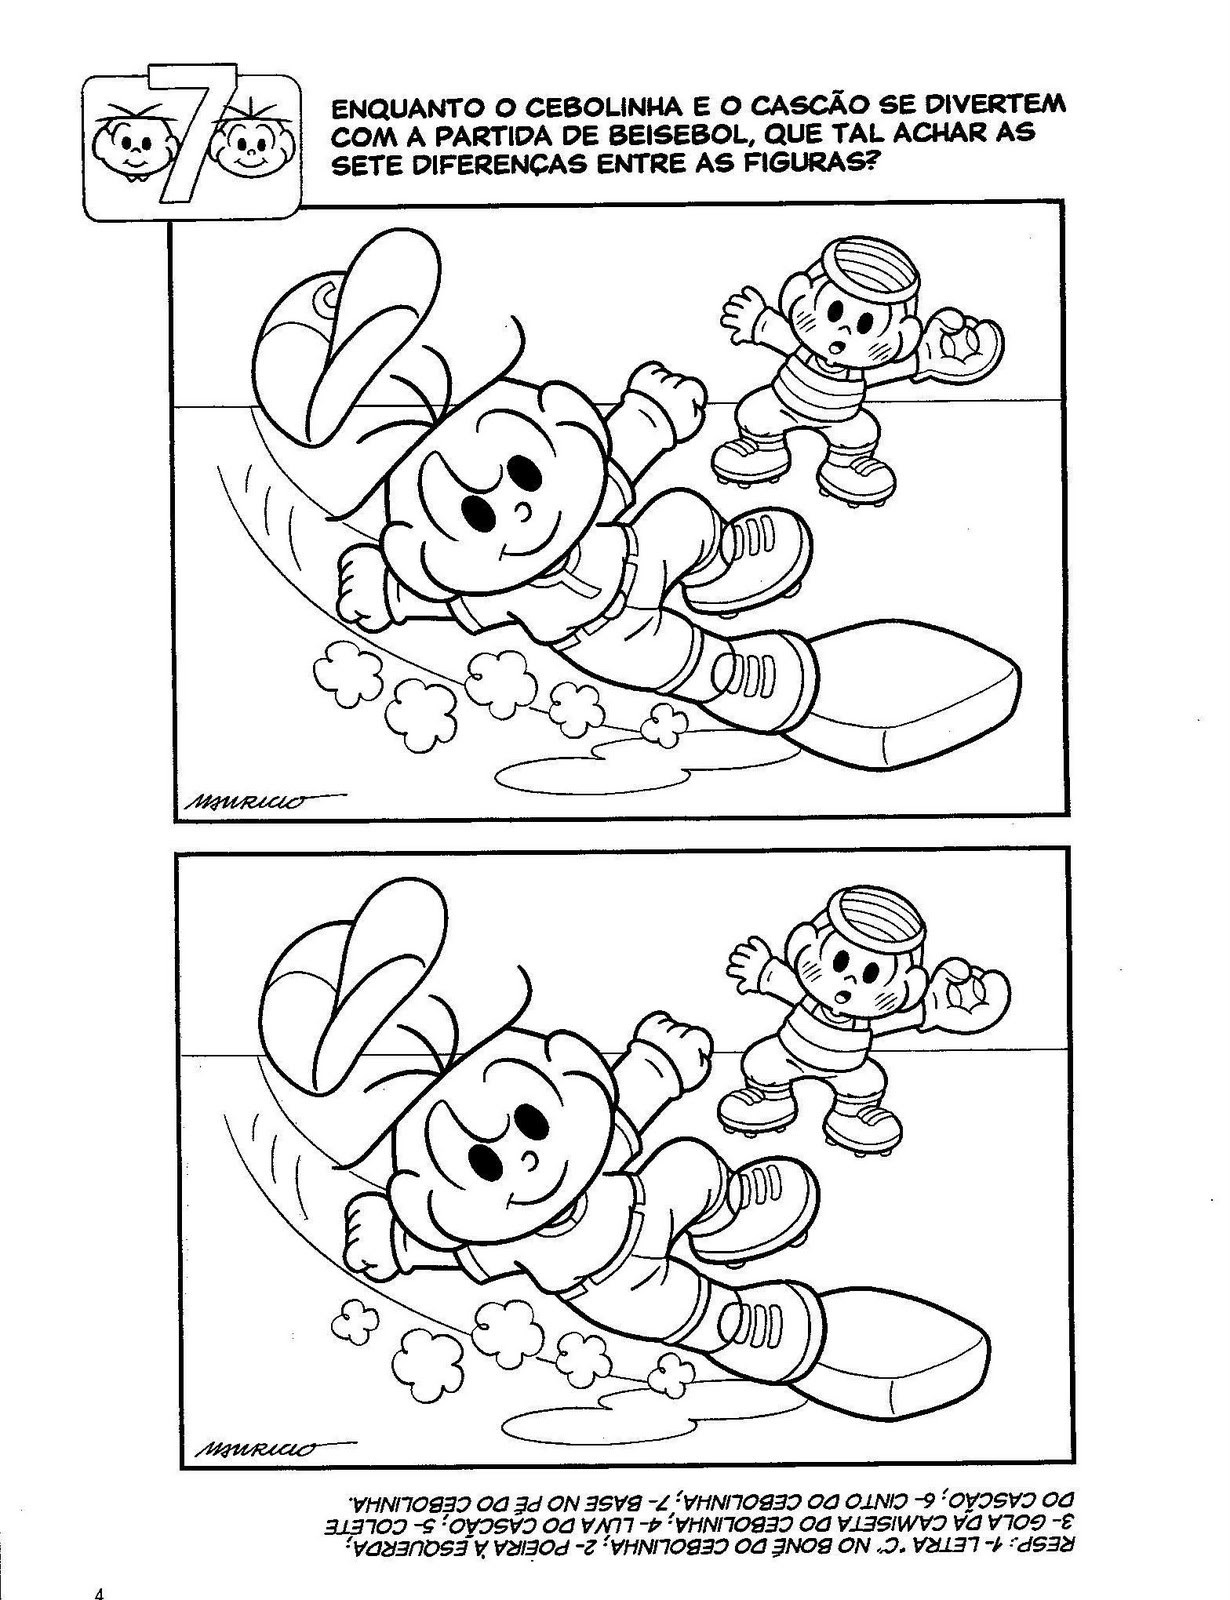 7
ENQUANTO O CEBOLINHA E O CASCÃO SE DIVERTEM
COM A PARTIDA DE BEISEBOL, QUE TAL ACHAR AS
SETE DIFERENÇAS ENTRE AS FIGURAS?
C
MAURICIO
MAURICIO
RESP.: 1- LETRA "C" NO BONÉ DO CEBOLINHA; 2- POEIRA À ESQUERDA;
3- GOLA DA CAMISETA DO CEBOLINHA; 4- LUVA DO CASCÃO; 5- COLETE
DO CASCÃO; 6- CINTO DO CEBOLINHA; 7- BASE NO PÉ DO CEBOLINHA.
4